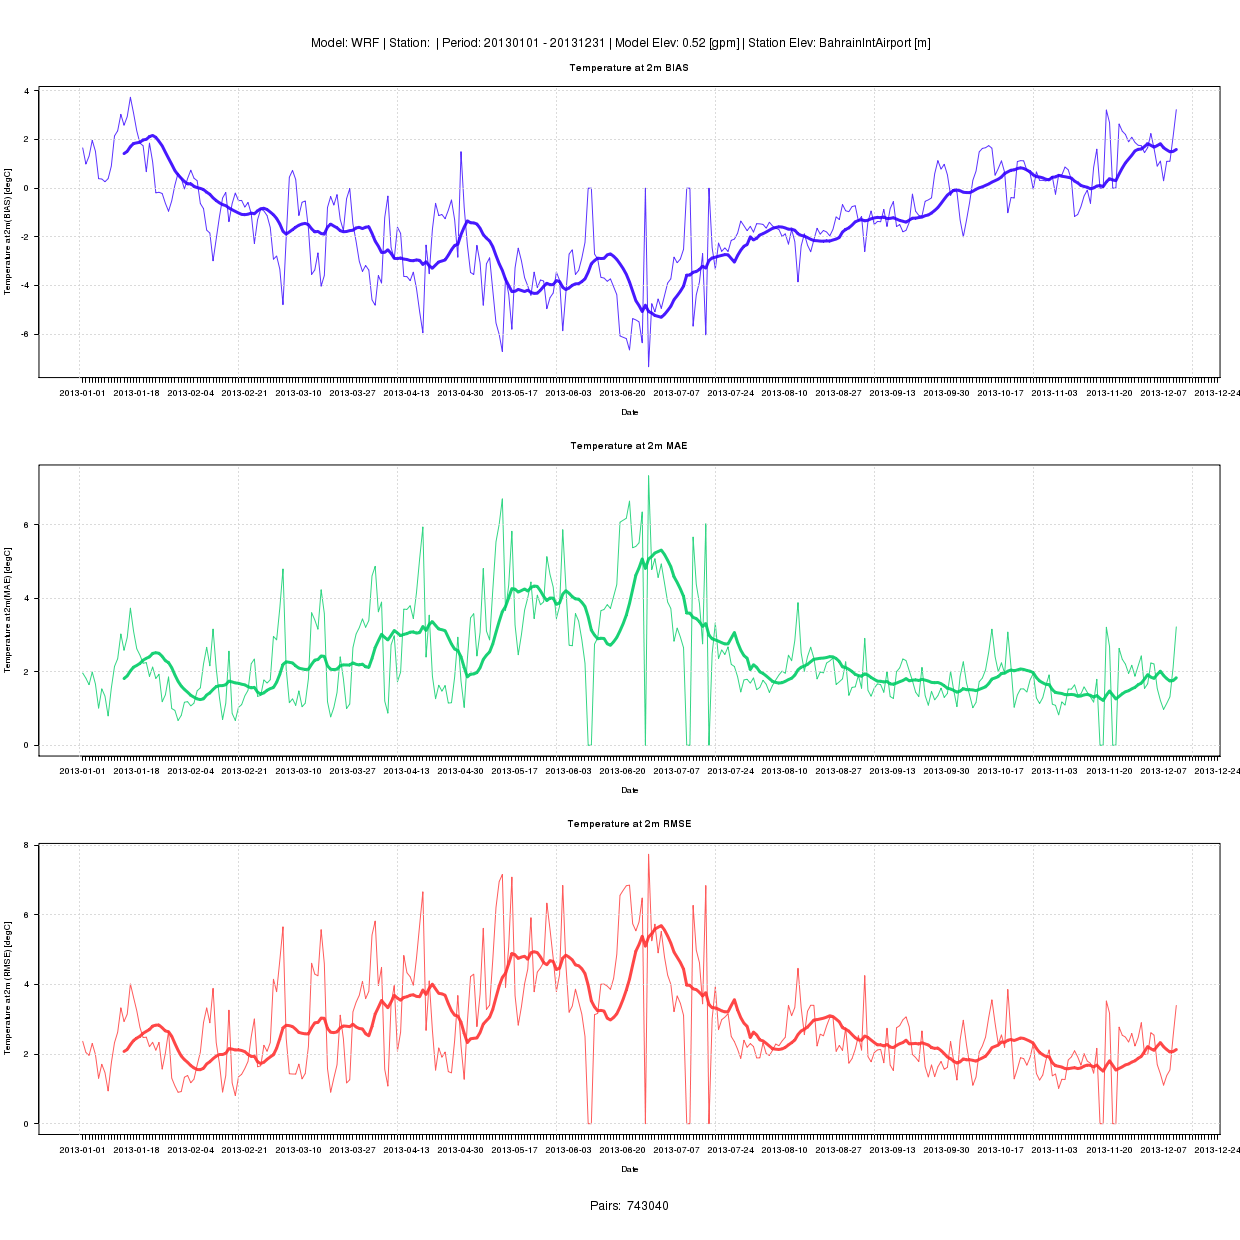 Model: WRF | Station:  | Period: 20130101 - 20131231 | Model Elev: 0.52 [gpm] | Station Elev: BahrainIntAirport [m]
Temperature at 2m BIAS
Temperature at2m(BIAS) [degC]
4
2
0
-2
-4
-6
2013-01-01 2013-01-18 2013-02-04 2013-02-21 2013-03-10 2013-03-27 2013-04-13 2013-04-30 2013-05-17 2013-06-03 2013-06-20 2013-07-07 2013-07-24 2013-08-10 2013-08-27 2013-09-13 2013-09-30 2013-10-17 2013-11-03 2013-11-20 2013-12-07 2013-12-24
Date
Temperature at 2m MAE
Temperature at2m(MAE) [degC]
6
4
2
0
2013-01-01 2013-01-18 2013-02-04 2013-02-21 2013-03-10 2013-03-27 2013-04-13 2013-04-30 2013-05-17 2013-06-03 2013-06-20 2013-07-07 2013-07-24 2013-08-10 2013-08-27 2013-09-13 2013-09-30 2013-10-17 2013-11-03 2013-11-20 2013-12-07 2013-12-24
Date
Temperature at 2m RMSE
Temperature at2m (RMSE) [degC]
8
6
4
2
0
2013-01-01 2013-01-18 2013-02-04 2013-02-21 2013-03-10 2013-03-27 2013-04-13 2013-04-30 2013-05-17 2013-06-03 2013-06-20 2013-07-07 2013-07-24 2013-08-10 2013-08-27 2013-09-13 2013-09-30 2013-10-17 2013-11-03 2013-11-20 2013-12-07 2013-12-24
Date
Pairs:  743040